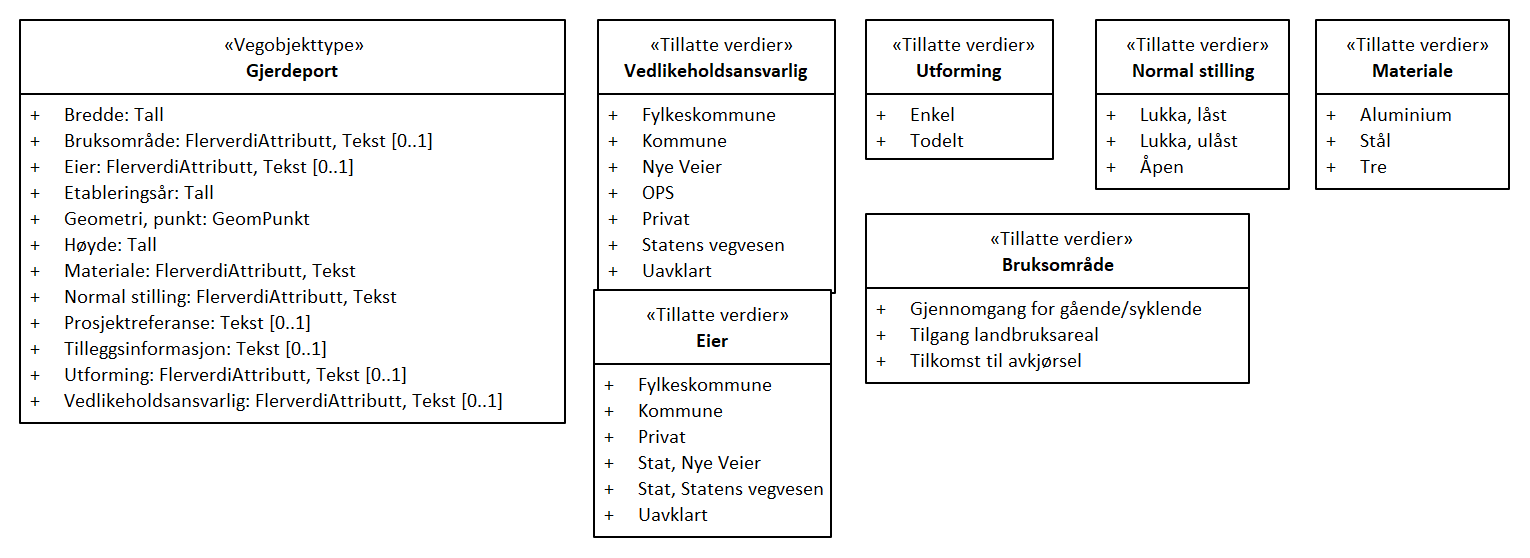 «Vegobjekttype»
Gjerdeport
+ Bredde: Tall
+ Bruksområde: FlerverdiAttributt, Tekst [0..1]
+ Eier: FlerverdiAttributt, Tekst [0..1]
+ Etableringsår: Tall
+ Geometri, punkt: GeomPunkt
+ Høyde: Tall
+ Materiale: FlerverdiAttributt, Tekst
+ Normal stilling: FlerverdiAttributt, Tekst
+ Prosjektreferanse: Tekst [0..1]
+ Tilleggsinformasjon: Tekst [0..1]
+ Utforming: FlerverdiAttributt, Tekst [0..1]
+ Vedlikeholdsansvarlig: FlerverdiAttributt, Tekst [0..1]
«Tillatte verdier»
Vedlikeholdsansvarlig
+ Fylkeskommune
+ Kommune
+ Nye Veier
+ OPS
+ Privat
+ Statens vegvesen
+ Uavklart
«Tillatte verdier»
Eier
+ Fylkeskommune
+ Kommune
+ Privat
+ Stat, Nye Veier
+ Stat, Statens vegvesen
+ Uavklart
«Tillatte verdier»
Utforming
+ Enkel
+ Todelt
«Tillatte verdier»
Normal stilling
+ Lukka, låst
+ Lukka, ulåst
+ Åpen
«Tillatte verdier»
Materiale
+ Aluminium
+ Stål
+ Tre
«Tillatte verdier»
Bruksområde
+ Gjennomgang for gående/syklende
+ Tilgang landbruksareal
+ Tilkomst til avkjørsel